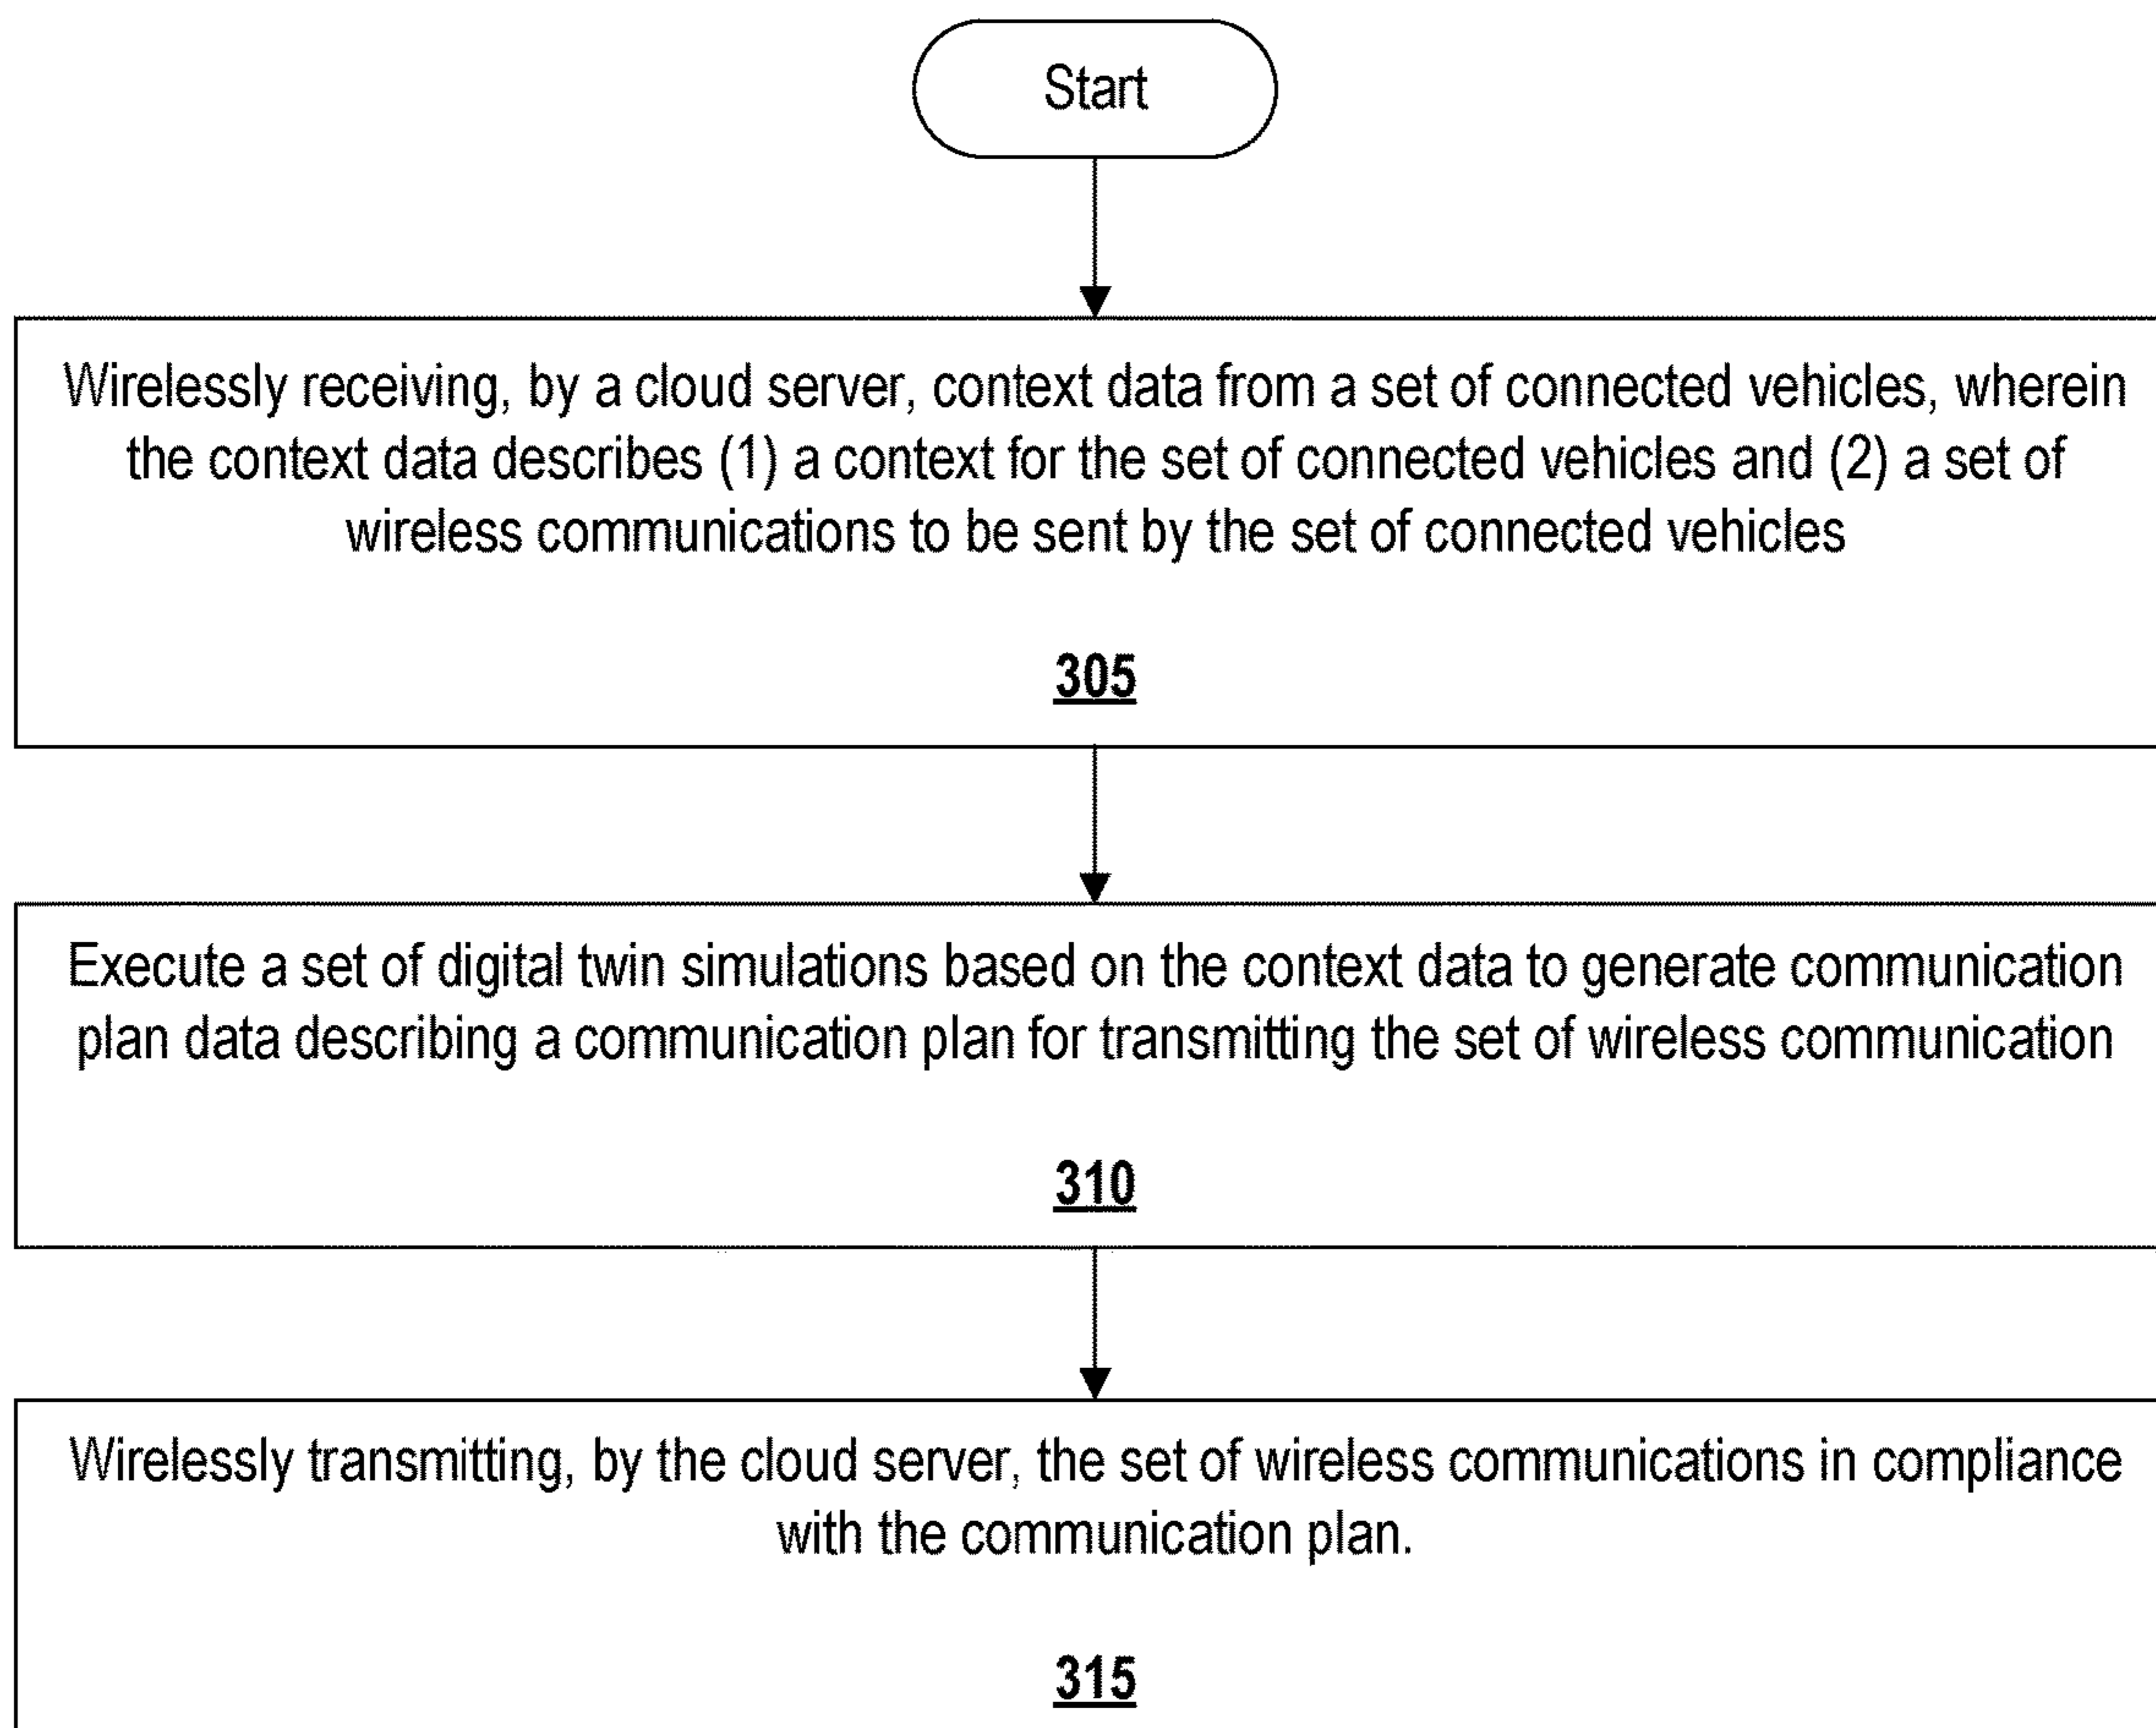 Start
Wirelessly receiving, by a cloud server, context data from a set of connected vehicles, wherein
the context data describes (1) a context for the set of connected vehicles and (2) a set of
wireless communications to be sent by the set of connected vehicles
305
Execute a set of digital twin simulations based on the context data to generate communication
plan data describing a communication plan for transmitting the set of wireless communication
310
Wirelessly transmitting, by the cloud server, the set of wireless communications in compliance
with the communication plan.
315